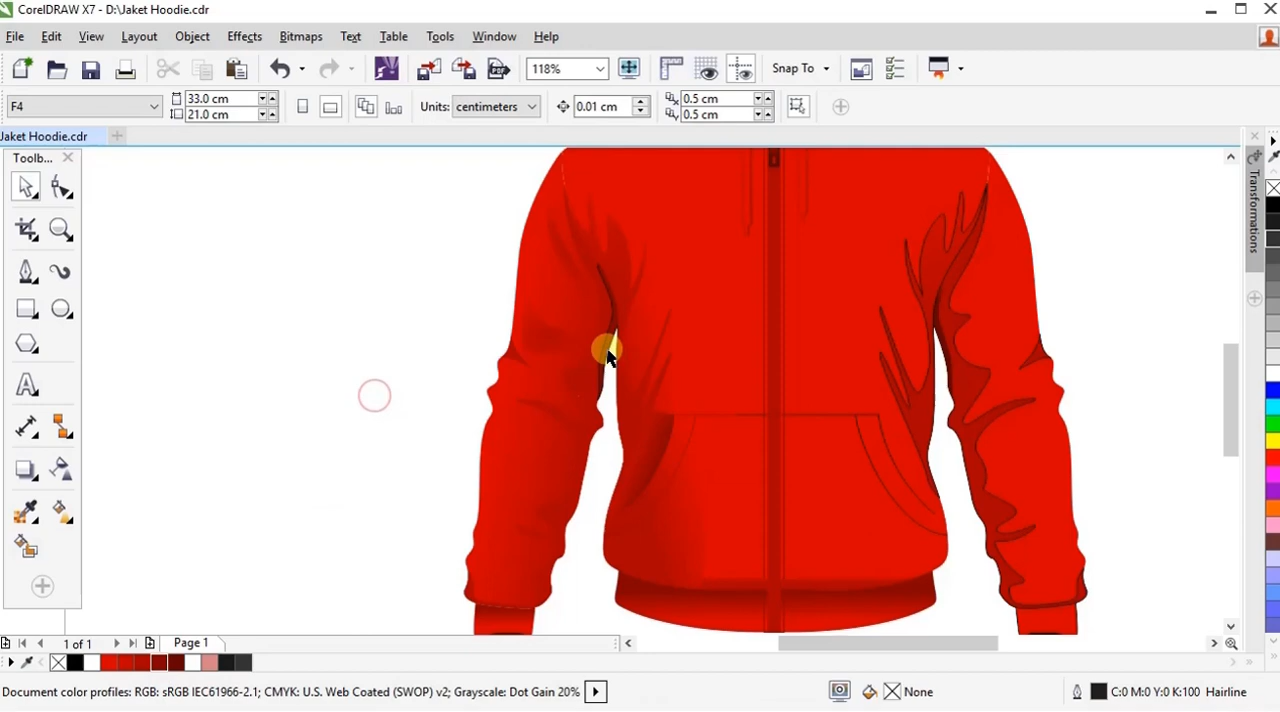 CorelDRAW X7 - D:\Jaket Hoodie.cdr
File Edit View Layout Object Effects Bitmaps Text Table Tools Window Help
PDF 118% Snap To
F4 33.0 cm 21.0 cm Units: centimeters 0.01 cm 0.5 cm 0.5 cm
Jaket Hoodie.cdr
Toolb...
Transformations
1 of 1 Page 1
Document color profiles: RGB: sRGB IEC61966-2.1; CMYK: U.S. Web Coated (SWOP) v2; Grayscale: Dot Gain 20% None C:0 M:0 Y:0 K:100 Hairline